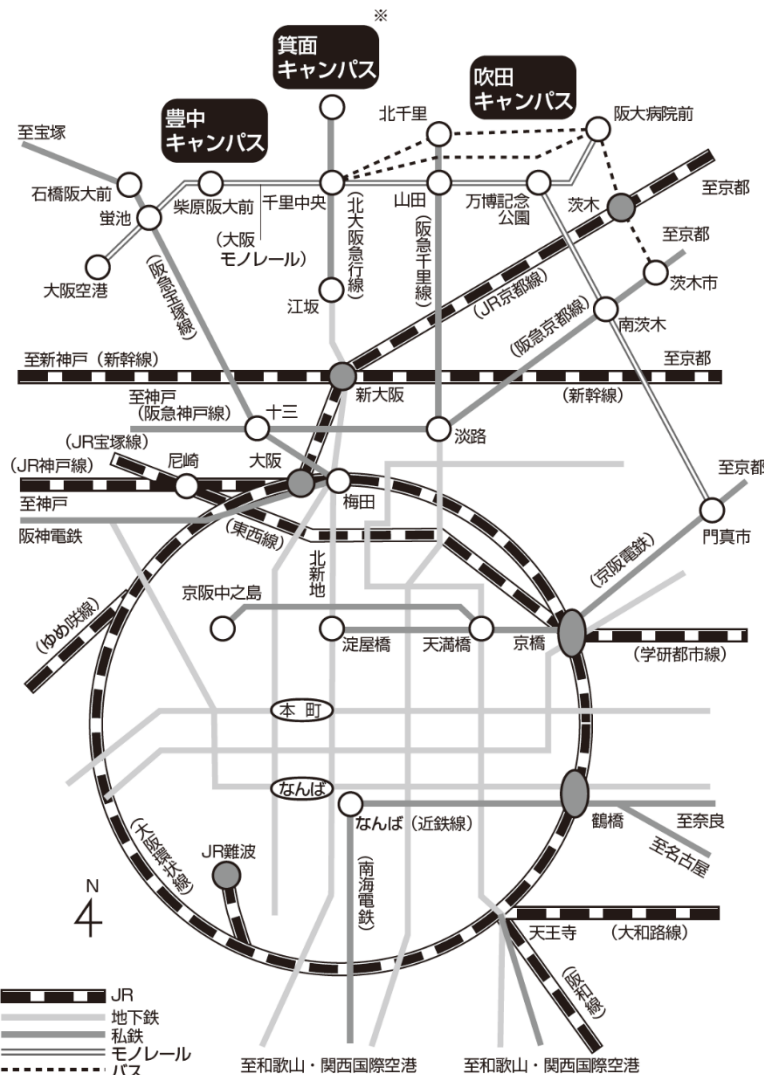 ※
箕面
キャンパス
吹田
キャンパス
豊中
キャンパス
北千里
阪大病院前
至宝塚
石橋阪大前
柴原阪大前
千里中央
山田
万博記念
公園
茨木
至京都
蛍池
(大阪
モノレール)
(北大阪急行線)
(阪急千里線)
至京都
大阪空港
茨木市
(阪急宝塚線)
江坂
(JR京都線)
(阪急京都線)
南茨木
至新神戸(新幹線)
新大阪
至京都
(新幹線)
至神戸
(阪急神戸線)
十三
淡路
(JR宝塚線)
尼崎
大阪
(JR神戸線)
梅田
至京都
至神戸
阪神電鉄
(東西線)
北新地
門真市
(京阪電鉄)
京阪中之島
(ゆめ咲線)
淀屋橋
天満橋
京橋
(学研都市線)
本町
なんば
なんば(近鉄線)
鶴橋
至奈良
至名古屋
(大阪環状線)
JR難波
(南海電鉄)
N
天王寺
(大和路線)
(阪和線)
JR
地下鉄
私鉄
モノレール
バス
至和歌山・関西国際空港
至和歌山・関西国際空港